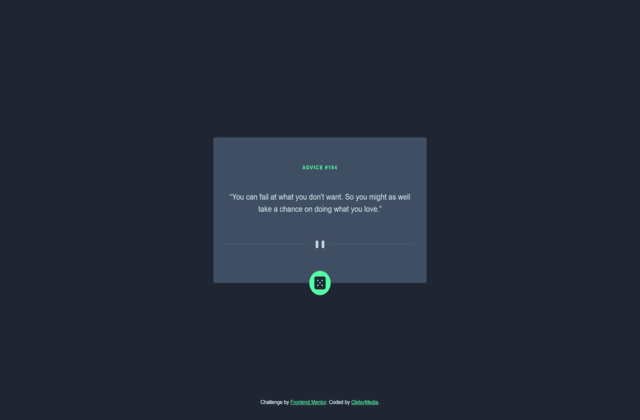 ADVICE #104
“You can fail at what you don't want. So you might as well
take a chance on doing what you love.”
Challenge by Frontend Mentor. Coded by